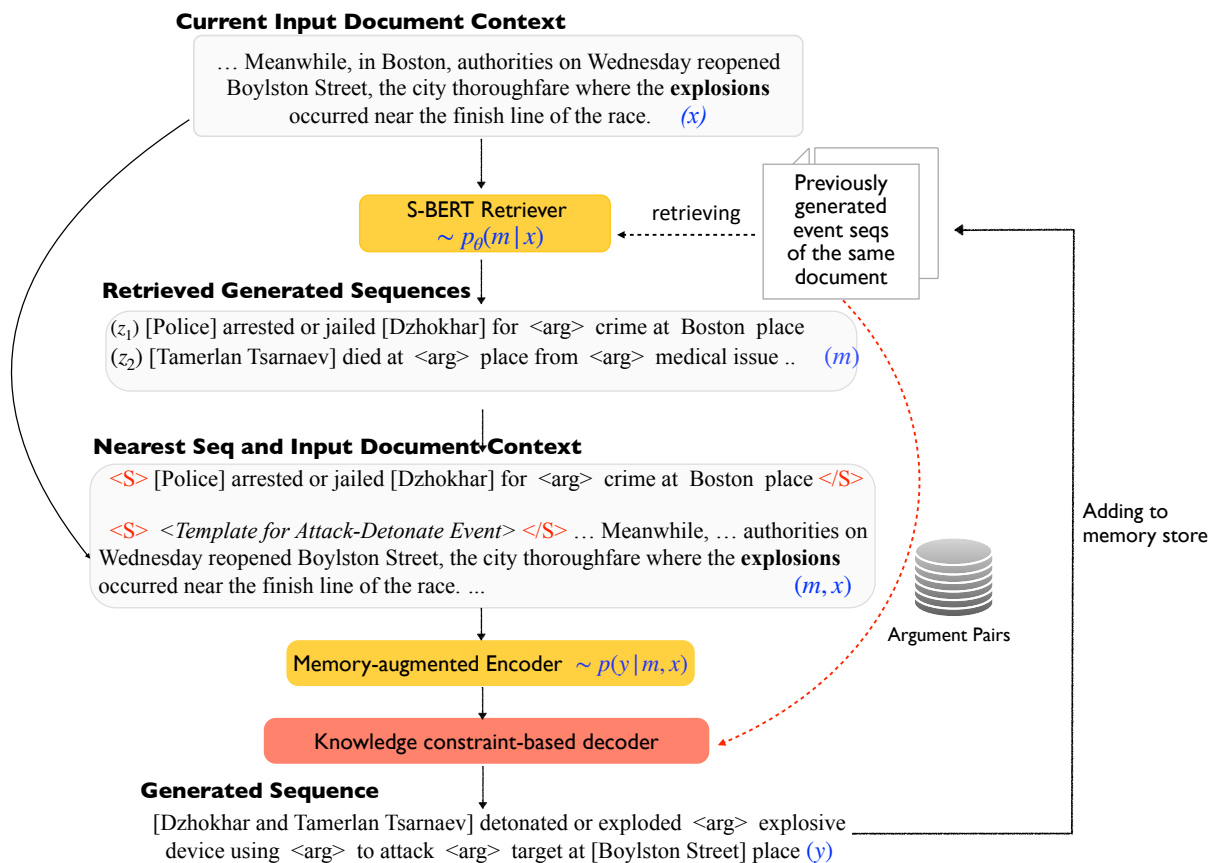 Current Input Document Context
… Meanwhile, in Boston, authorities on Wednesday reopened
Boylston Street, the city thoroughfare where the explosions
occurred near the finish line of the race. (x)
S-BERT Retriever
∼ pθ(m|x)
retrieving
Previously
generated
event seqs
of the same
document
Retrieved Generated Sequences
(z1) [Police] arrested or jailed [Dzhokhar] for <arg> crime at Boston place
(z2) [Tamerlan Tsarnaev] died at <arg> place from <arg> medical issue .. (m)
Nearest Seq and Input Document Context
<S> [Police] arrested or jailed [Dzhokhar] for <arg> crime at Boston place </S>
<S> <Template for Attack-Detonate Event> </S> … Meanwhile, … authorities on
Wednesday reopened Boylston Street, the city thoroughfare where the explosions
occurred near the finish line of the race. ... (m, x)
Adding to
memory store
Argument Pairs
Memory-augmented Encoder ∼ p(y|m, x)
Knowledge constraint-based decoder
Generated Sequence
[Dzhokhar and Tamerlan Tsarnaev] detonated or exploded <arg> explosive
device using <arg> to attack <arg> target at [Boylston Street] place (y)